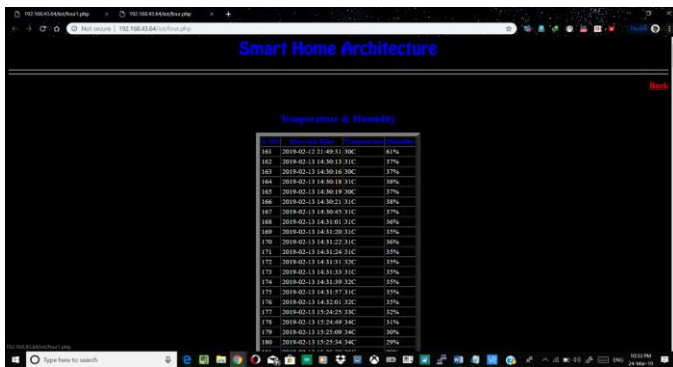 192.168.43.64/iot/four1.php
192.168.43.64/iot/four.php
Not secure | 192.168.43.64/iot/four.php
Smart Home Architecture
Back
Temperature & Humidity
Date and Time Temperature Humidity
161 2019-02-12 21:49:51 30C 61%
162 2019-02-13 14:30:13 31C 37%
163 2019-02-13 14:30:16 30C 37%
164 2019-02-13 14:30:18 31C 38%
165 2019-02-13 14:30:19 30C 37%
166 2019-02-13 14:30:21 31C 38%
167 2019-02-13 14:30:45 31C 37%
168 2019-02-13 14:31:01 31C 36%
169 2019-02-13 14:31:20 31C 35%
170 2019-02-13 14:31:22 31C 36%
171 2019-02-13 14:31:24 31C 35%
172 2019-02-13 14:31:31 32C 35%
173 2019-02-13 14:31:33 31C 35%
174 2019-02-13 14:31:39 32C 35%
175 2019-02-13 14:31:57 31C 35%
176 2019-02-13 14:32:01 32C 35%
177 2019-02-13 15:24:25 33C 32%
178 2019-02-13 15:24:49 34C 31%
179 2019-02-13 15:25:09 34C 30%
180 2019-02-13 15:25:34 34C 29%
192.168.43.64/iot/four1.php
Type here to search
ENG
10:33 PM
24-Mar-19